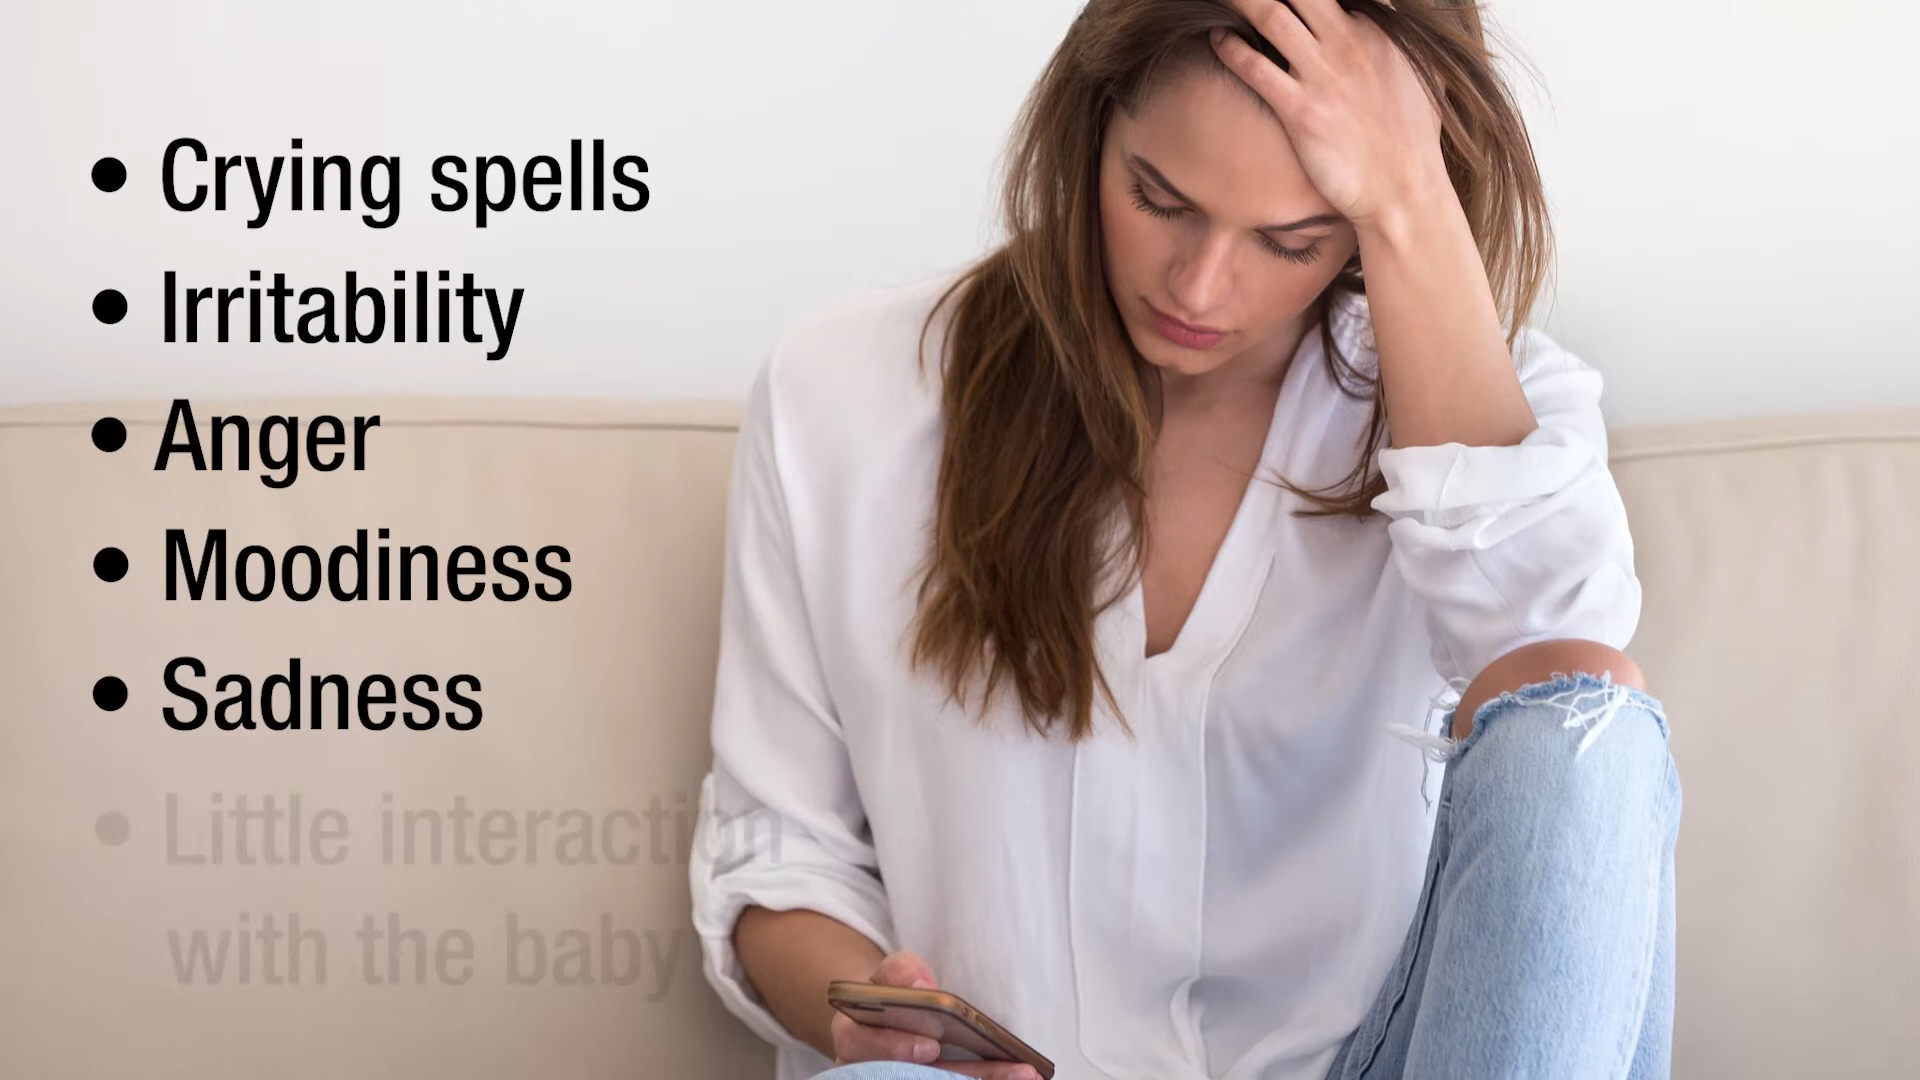 • Crying spells
• Irritability
• Anger
• Moodiness
• Sadness
• Little interaction
with the baby